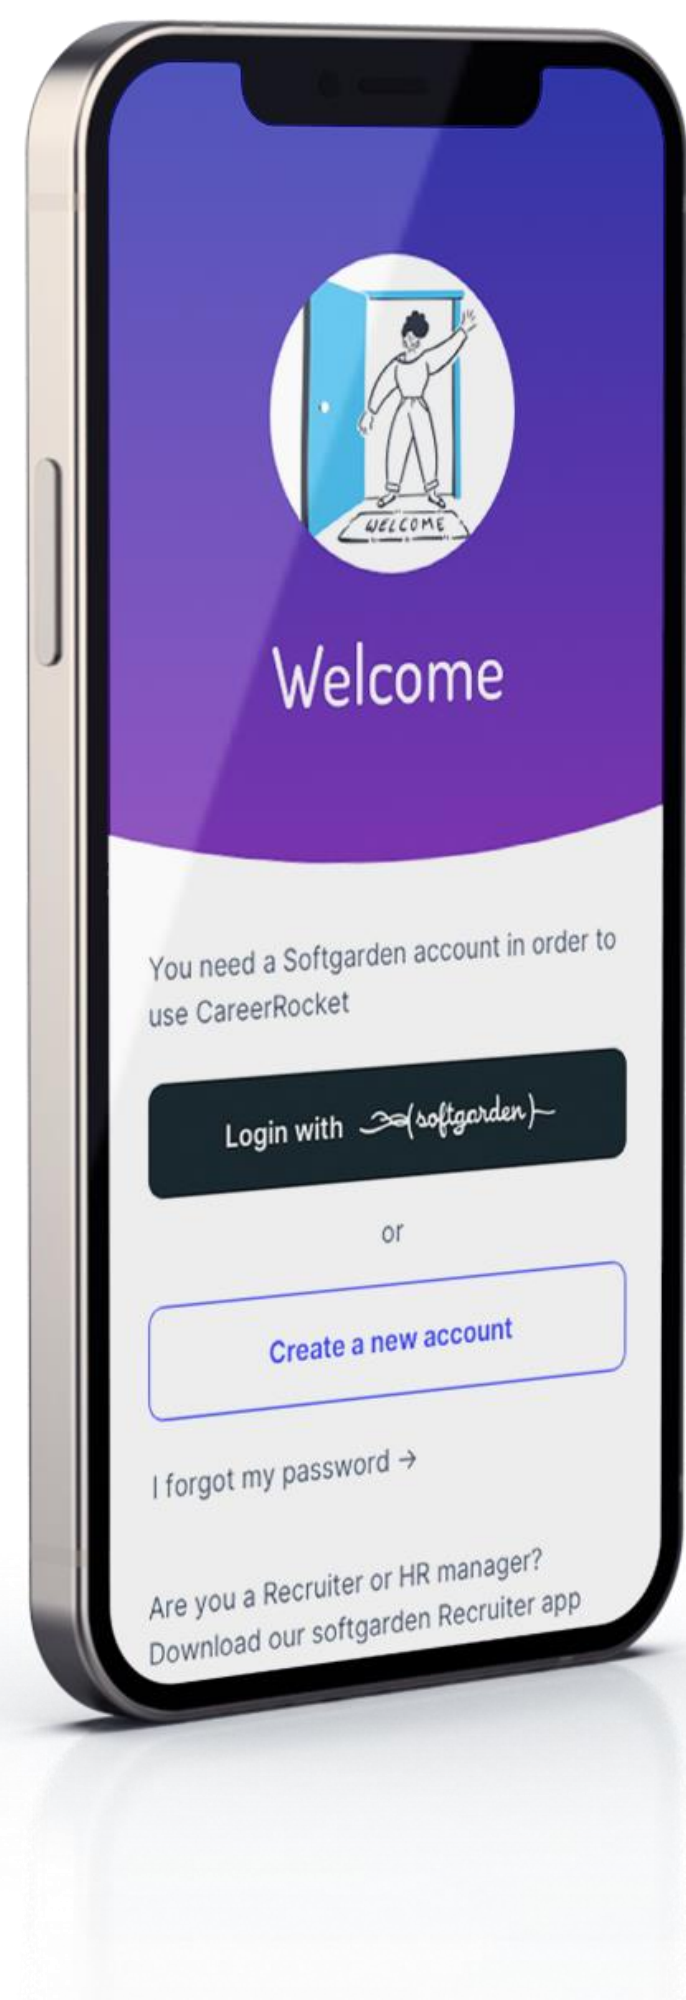 WELCOME
Welcome
You need a Softgarden account in order to
use CareerRocket
Login with softgarden
or
Create a new account
I forgot my password →
Are you a Recruiter or HR manager?
Download our softgarden Recruiter app